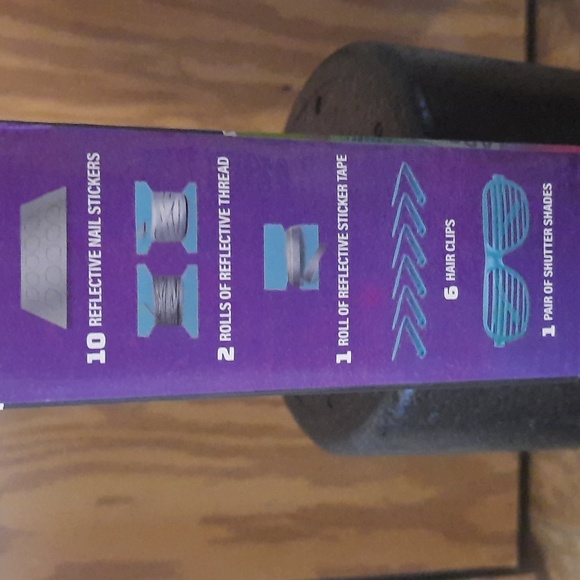 10 REFLECTIVE NAIL STICKERS
2 ROLLS OF REFLECTIVE THREAD
1 ROLL OF REFLECTIVE STICKER TAPE
6 HAIR CLIPS
1 PAIR OF SHUTTER SHADES